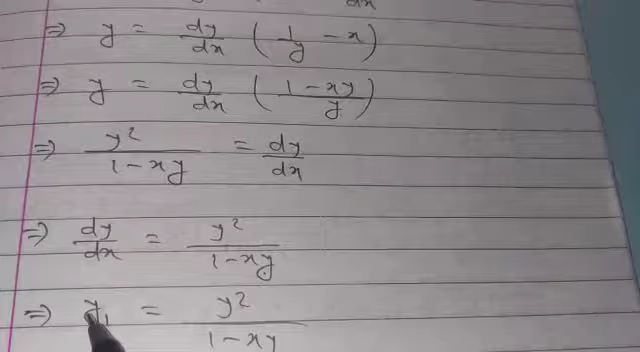 dx
⇒ y = dy/dx (1/y - x)
⇒ y = dy/dx (1-xy/y)
⇒ y²/1-xy = dy/dx
⇒ dy/dx = y²/1-xy
⇒ y₁ = y²/1-xy